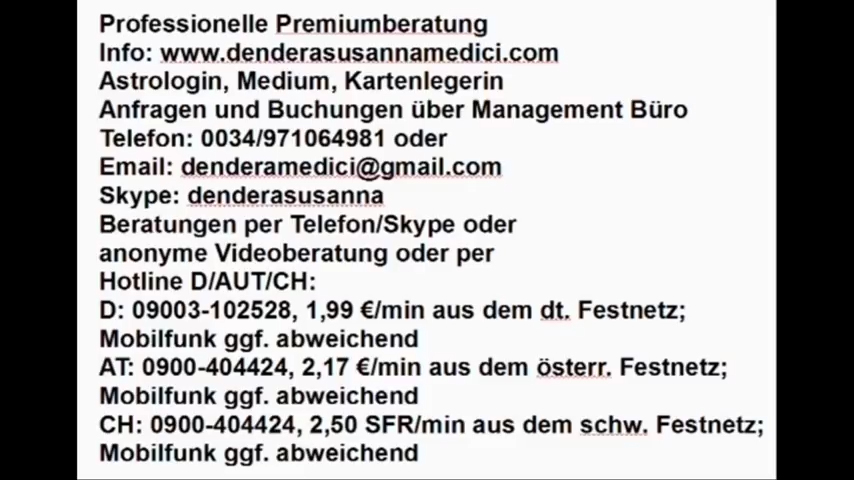 Professionelle Premiumberatung
Info: www.denderasusannamedici.com
Astrologin, Medium, Kartenlegerin
Anfragen und Buchungen über Management Büro
Telefon: 0034/971064981 oder
Email: denderamedici@gmail.com
Skype: denderasusanna
Beratungen per Telefon/Skype oder
anonyme Videoberatung oder per
Hotline D/AUT/CH:
D: 09003-102528, 1,99 €/min aus dem dt. Festnetz;
Mobilfunk ggf. abweichend
AT: 0900-404424, 2,17 €/min aus dem österr. Festnetz;
Mobilfunk ggf. abweichend
CH: 0900-404424, 2,50 SFR/min aus dem schw. Festnetz;
Mobilfunk ggf. abweichend